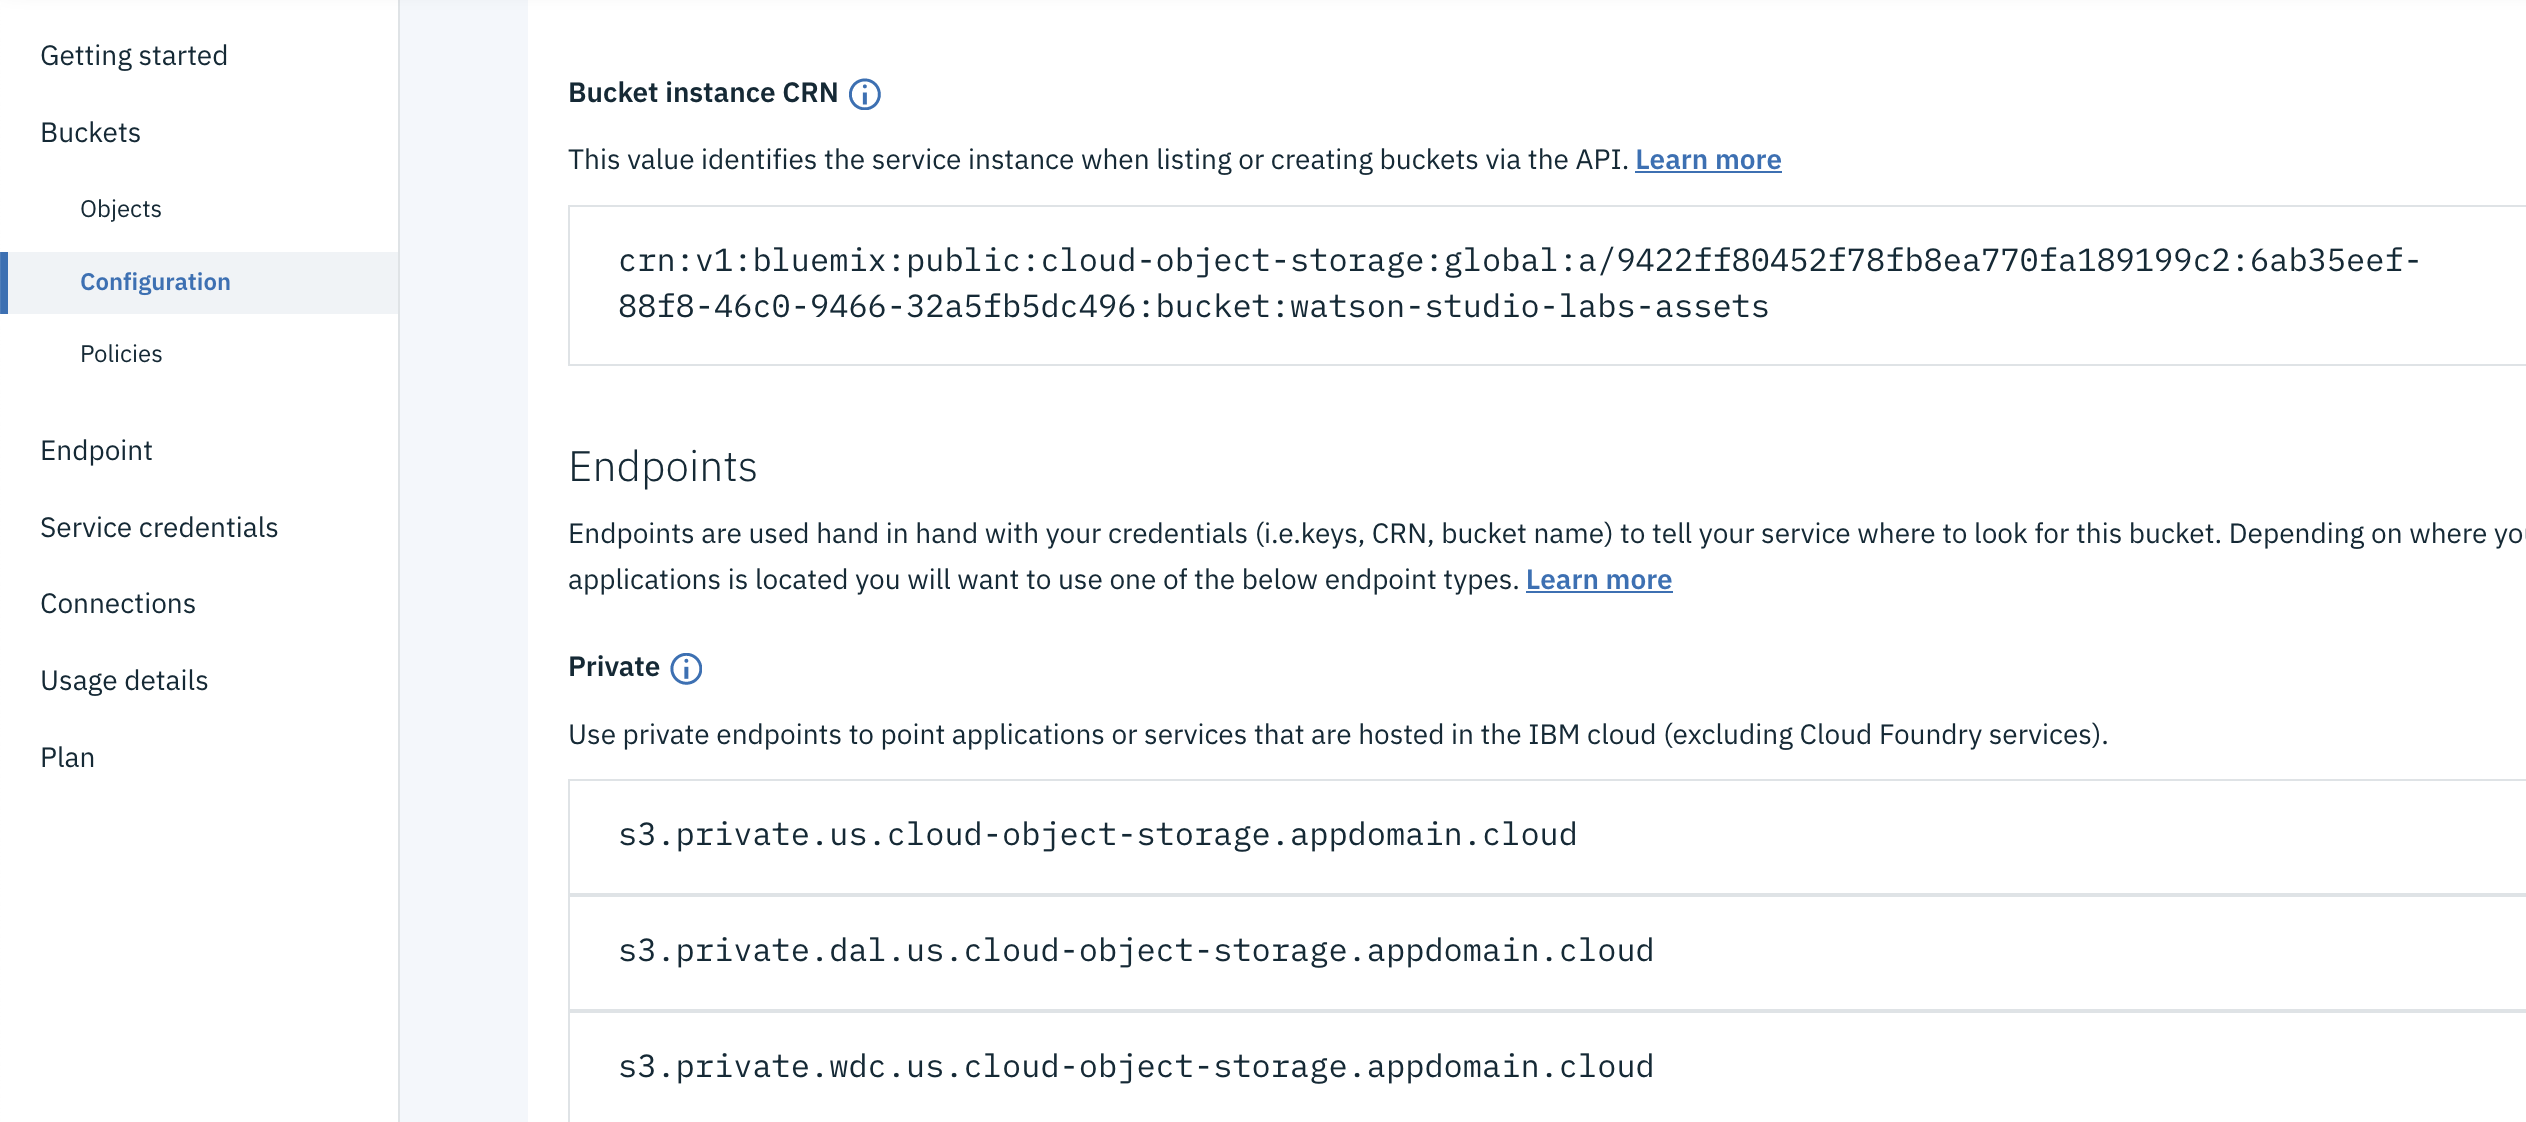 Getting started
Buckets
Objects
Configuration
Policies
Endpoint
Service credentials
Connections
Usage details
Plan
Bucket instance CRN
This value identifies the service instance when listing or creating buckets via the API. Learn more
crn:v1:bluemix:public:cloud-object-storage:global:a/9422ff80452f78fb8ea770fa189199c2:6ab35eef-
88f8-46c0-9466-32a5fb5dc496:bucket:watson-studio-labs-assets
Endpoints
Endpoints are used hand in hand with your credentials (i.e.keys, CRN, bucket name) to tell your service where to look for this bucket. Depending on where
applications is located you will want to use one of the below endpoint types. Learn more
Private
Use private endpoints to point applications or services that are hosted in the IBM cloud (excluding Cloud Foundry services).
s3.private.us.cloud-object-storage.appdomain.cloud
s3.private.dal.us.cloud-object-storage.appdomain.cloud
s3.private.wdc.us.cloud-object-storage.appdomain.cloud